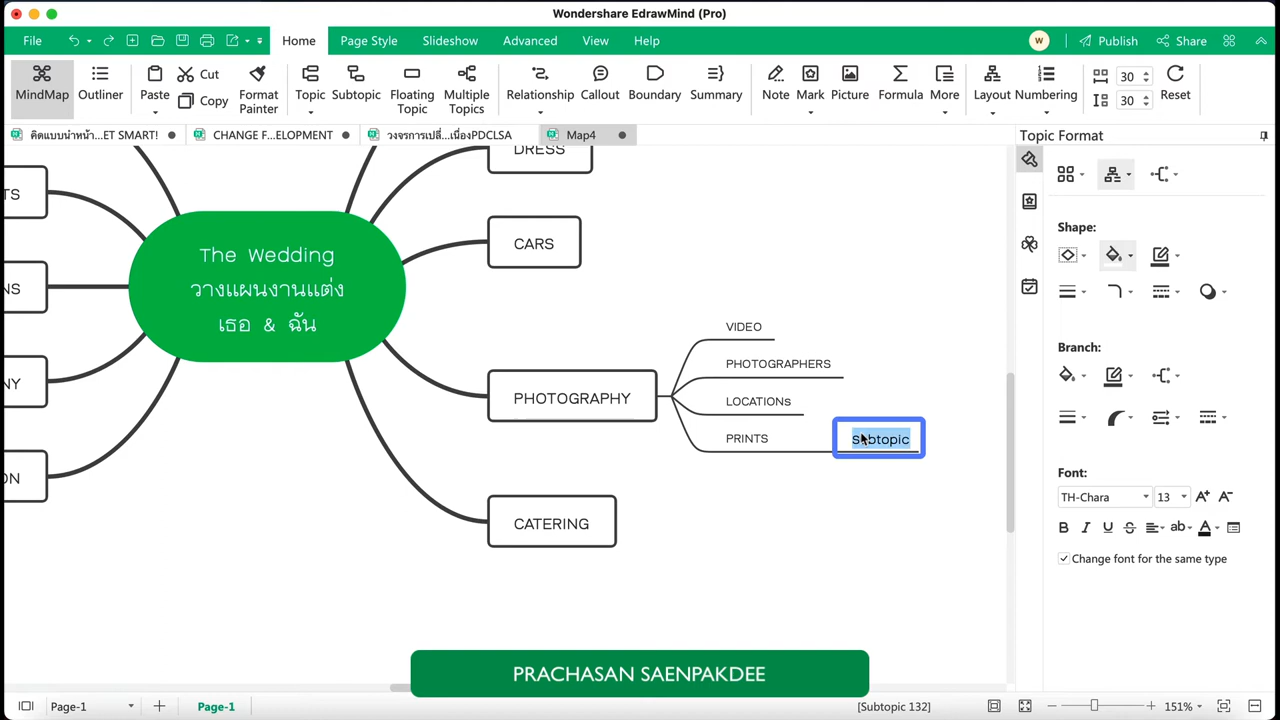 Wondershare EdrawMind (Pro)
File Home Page Style Slideshow Advanced View Help W Publish Share
MindMap Outliner Paste Cut Copy Format Painter Topic Subtopic Floating Topic Multiple Topics Relationship Callout Boundary Summary Note Mark Picture Formula More Layout Numbering 30 30 Reset
คิดแบบนำหน้า...ET SMART! CHANGE F...ELOPMENT วงจรการเปลี่...เนื่องPDCLSA Map4
Topic Format
DRESS
TS
CARS
The Wedding
วางแผนงานแต่ง
เธอ & ฉัน
NS
NY
ON
PHOTOGRAPHY
VIDEO
PHOTOGRAPHERS
LOCATIONS
PRINTS
Subtopic
CATERING
Shape:
Branch:
Font:
TH-Chara 13 A+ A-
B I U S ab A
Change font for the same type
PRACHASAN SAENPAKDEE
Page-1 Page-1 [Subtopic 132] 151%